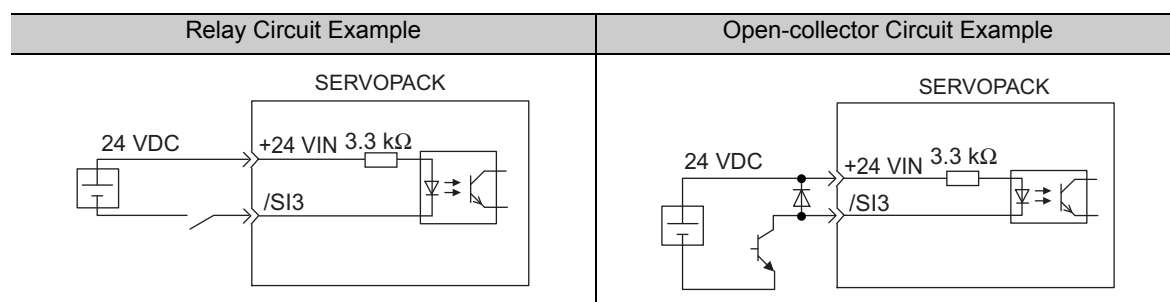 Relay Circuit Example
Open-collector Circuit Example
SERVOPACK
24 VDC
+24 VIN
3.3 kΩ
/SI3
SERVOPACK
24 VDC
+24 VIN
3.3 kΩ
/SI3